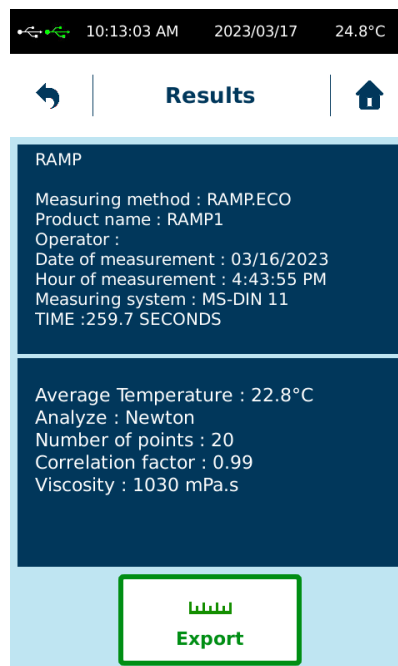 10:13:03 AM 2023/03/17 24.8°C
Results
RAMP
Measuring method : RAMP.ECO
Product name : RAMP1
Operator :
Date of measurement : 03/16/2023
Hour of measurement : 4:43:55 PM
Measuring system : MS-DIN 11
TIME :259.7 SECONDS
Average Temperature : 22.8°C
Analyze : Newton
Number of points : 20
Correlation factor : 0.99
Viscosity : 1030 mPa.s
Export